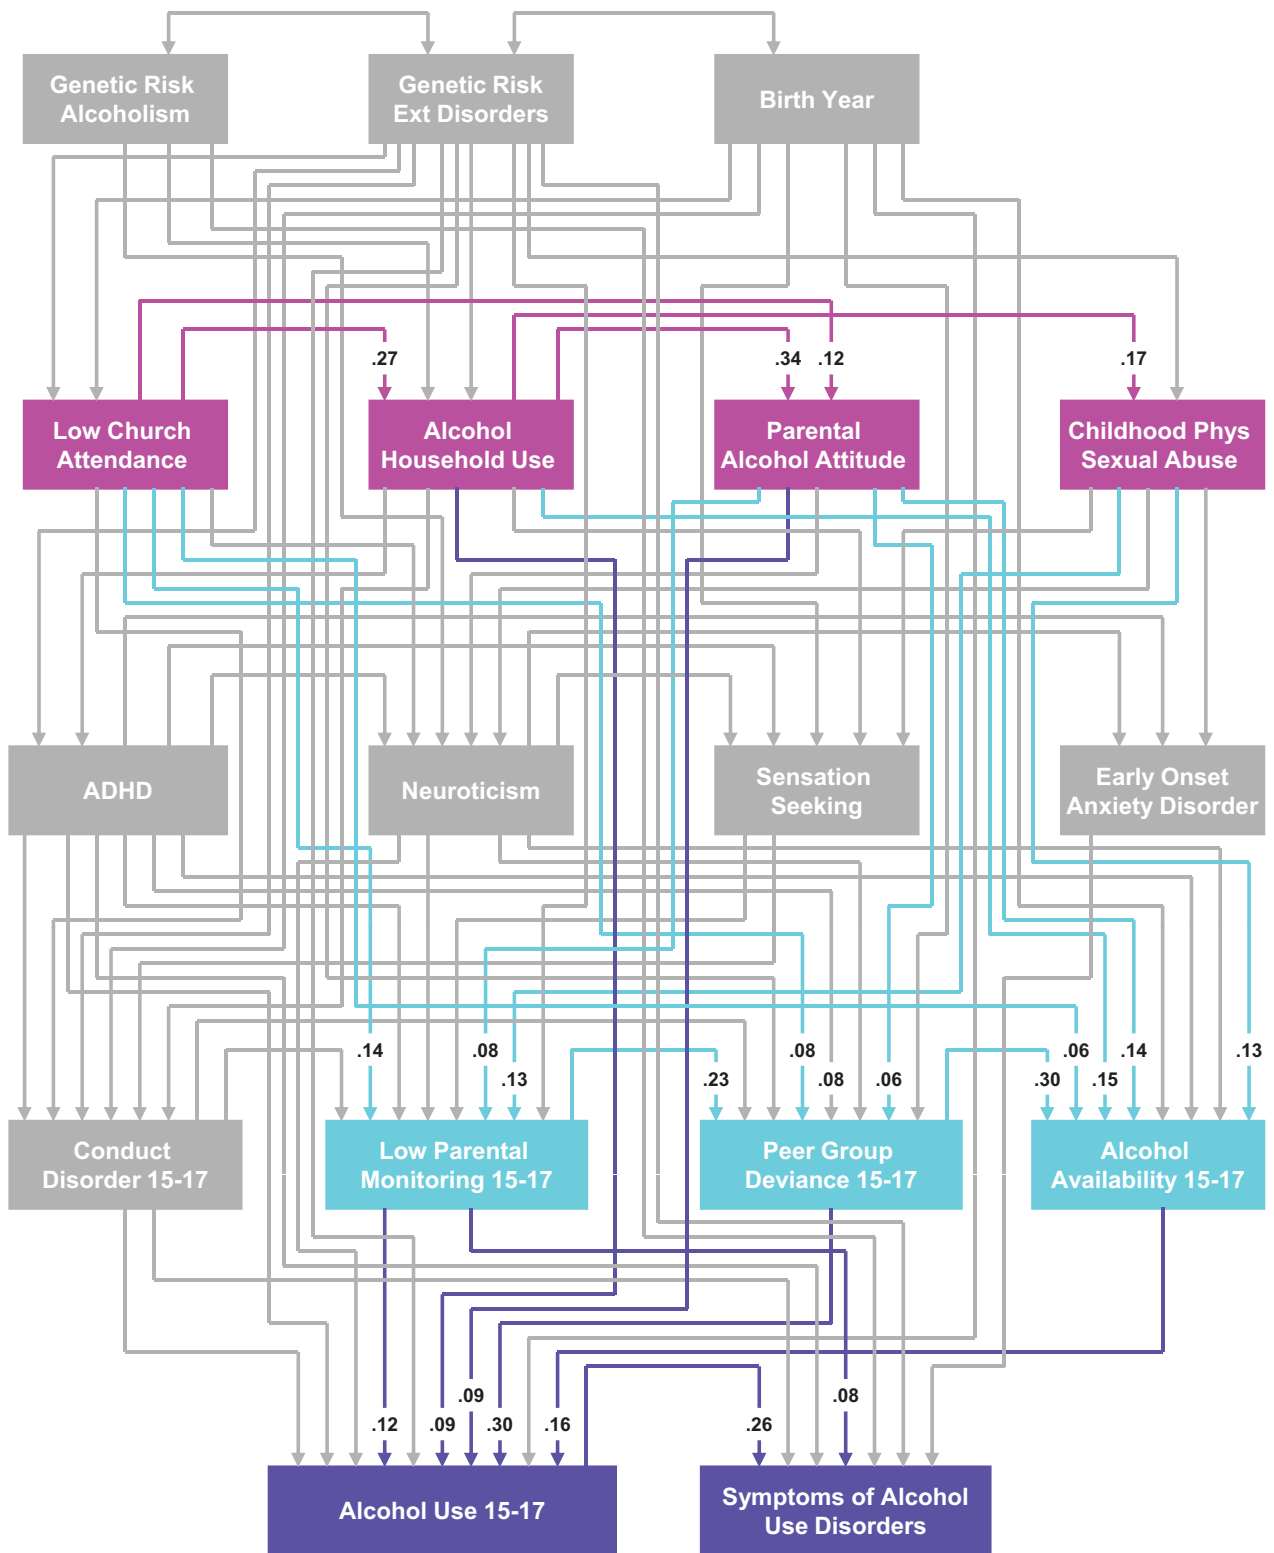 Genetic Risk
Alcoholism
Genetic Risk
Ext Disorders
Birth Year
.27
.34
.12
.17
Low Church
Attendance
Alcohol
Household Use
Parental
Alcohol Attitude
Childhood Phys
Sexual Abuse
ADHD
Neuroticism
Sensation
Seeking
Early Onset
Anxiety Disorder
.14
.08
.13
.23
.08
.08
.06
.30
.06
.15
.14
.13
Conduct
Disorder 15-17
Low Parental
Monitoring 15-17
Peer Group
Deviance 15-17
Alcohol
Availability 15-17
.12
.09
.09
.30
.16
.26
.08
Alcohol Use 15-17
Symptoms of Alcohol
Use Disorders